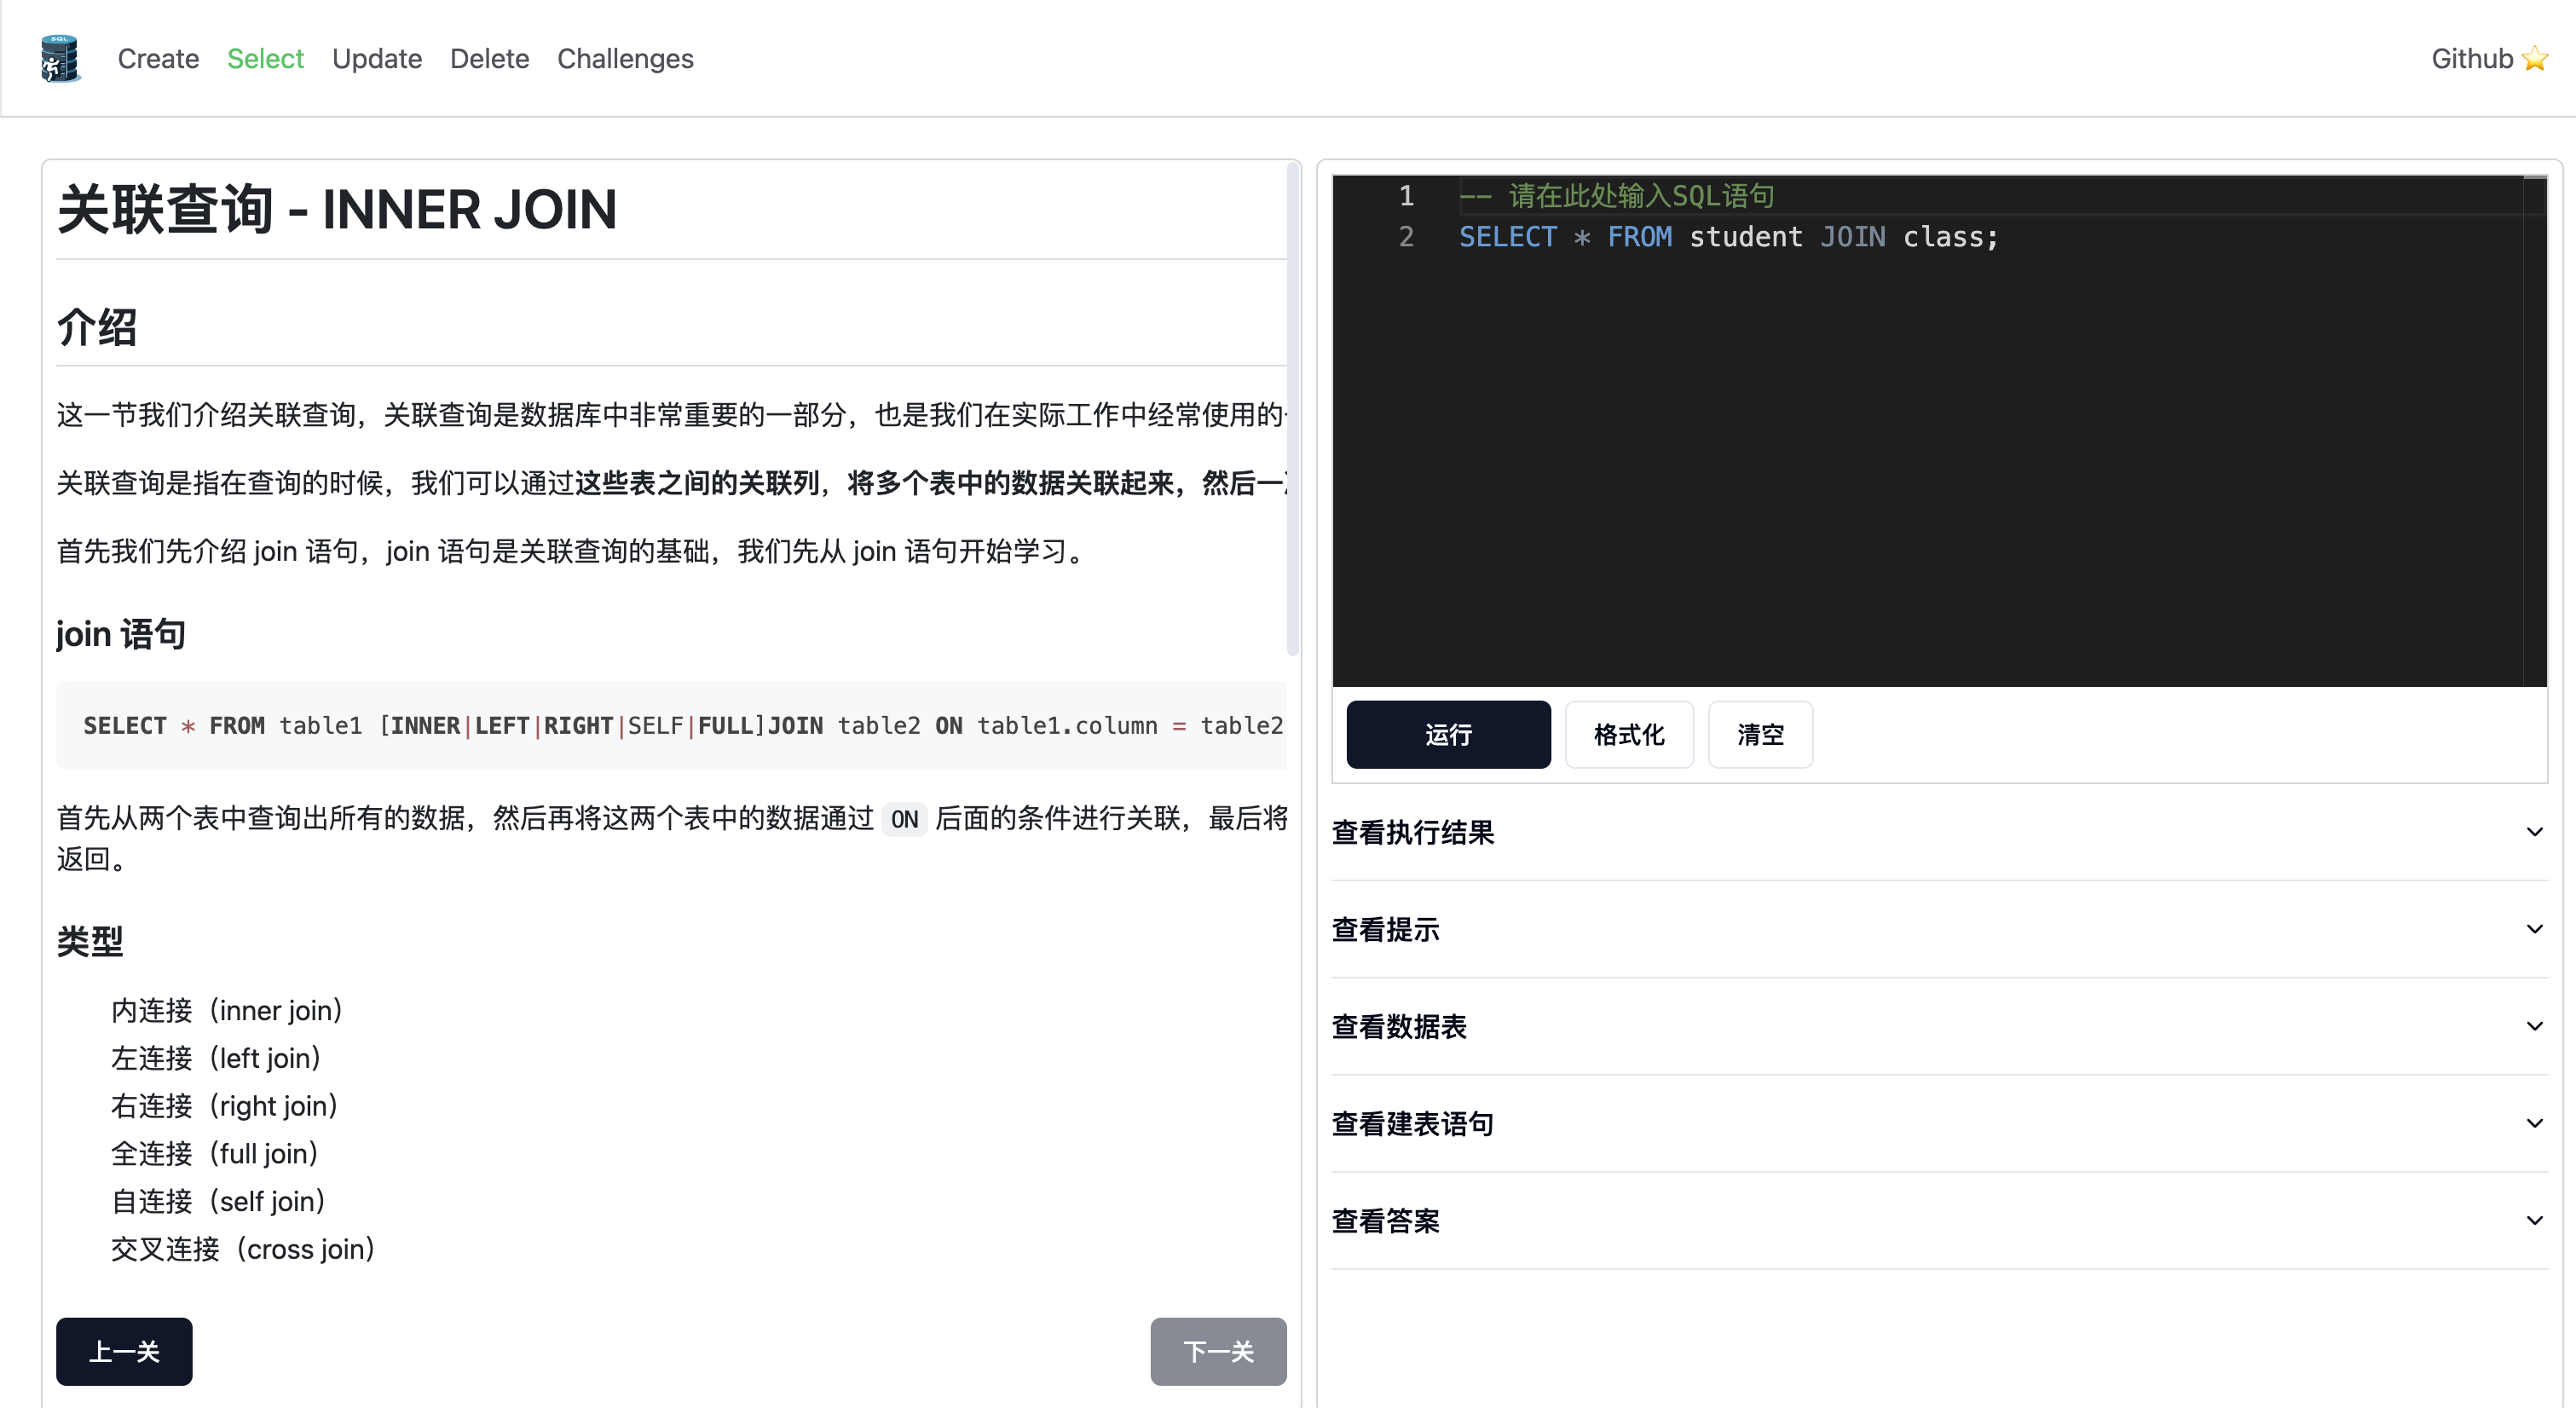 SQL
Create Select Update Delete Challenges Github ⭐
关联查询 - INNER JOIN
介绍
这一节我们介绍关联查询，关联查询是数据库中非常重要的一部分，也是我们在实际工作中经常使用的
关联查询是指在查询的时候，我们可以通过这些表之间的关联列，将多个表中的数据关联起来，然后一
首先我们先介绍 join 语句，join 语句是关联查询的基础，我们先从 join 语句开始学习。
join 语句
SELECT * FROM table1 [INNER|LEFT|RIGHT|SELF|FULL]JOIN table2 ON table1.column = table2
首先从两个表中查询出所有的数据，然后再将这两个表中的数据通过 ON 后面的条件进行关联，最后将
返回。
类型
内连接（inner join）
左连接（left join）
右连接（right join）
全连接（full join）
自连接（self join）
交叉连接（cross join）
上一关
下一关
1 -- 请在此处输入SQL语句
2 SELECT * FROM student JOIN class;
运行 格式化 清空
查看执行结果
查看提示
查看数据表
查看建表语句
查看答案